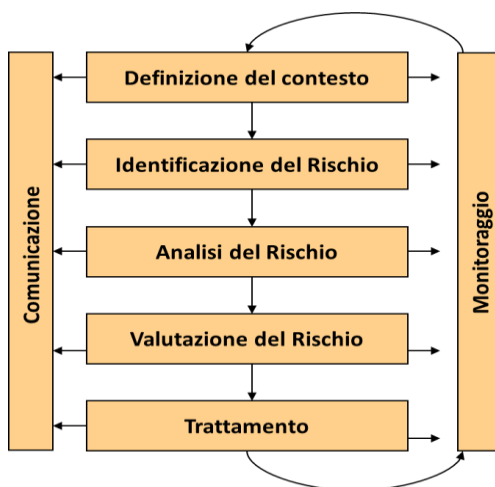 Definizione del contesto
Identificazione del Rischio
Analisi del Rischio
Valutazione del Rischio
Trattamento
Comunicazione
Monitoraggio